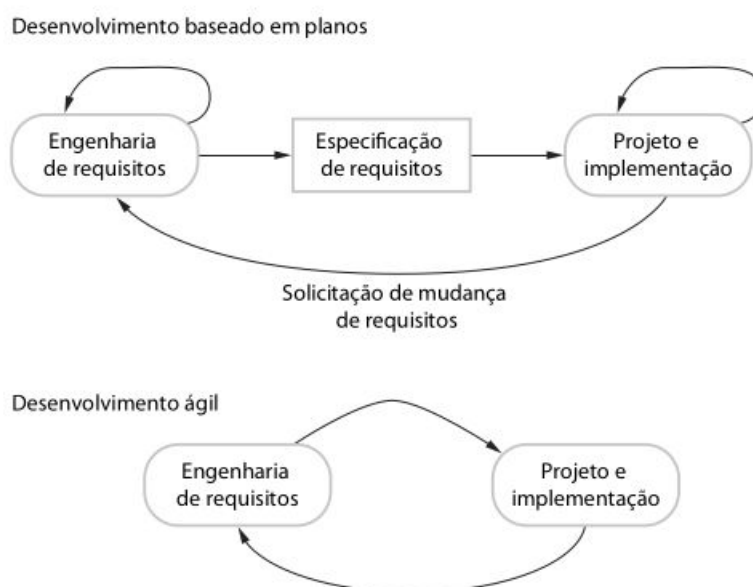 Desenvolvimento baseado em planos
Engenharia
de requisitos
Especificação
de requisitos
Projeto e
implementação
Solicitação de mudança
de requisitos
Desenvolvimento ágil
Engenharia
de requisitos
Projeto e
implementação